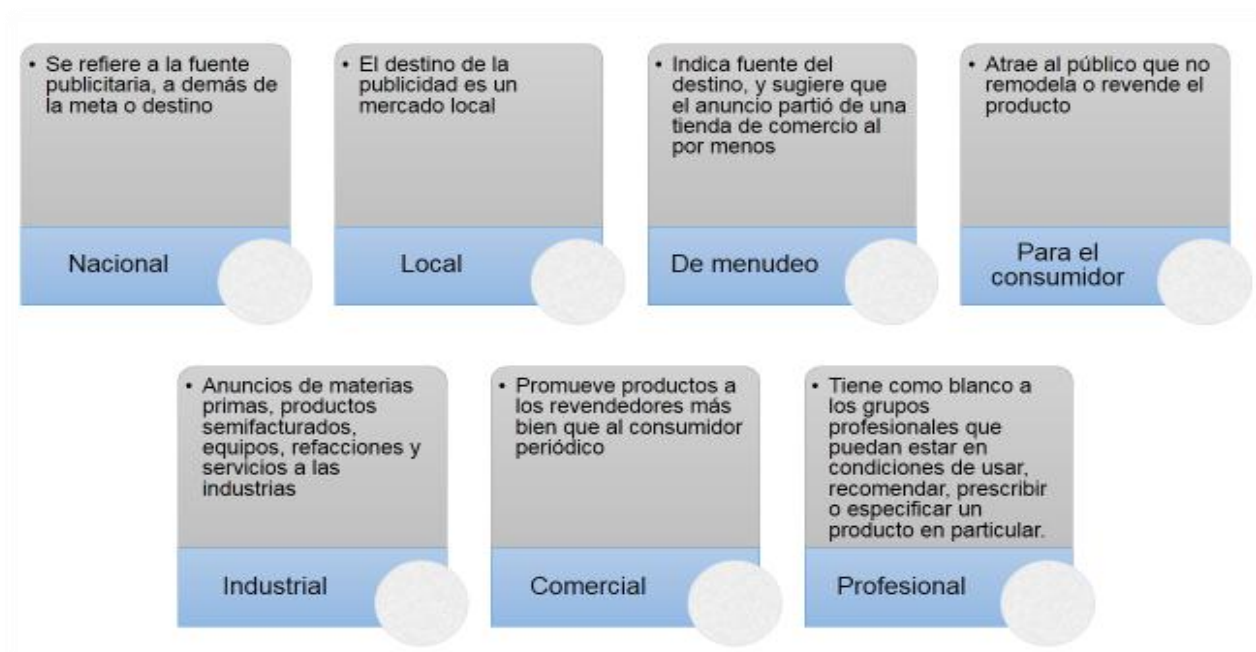 • Se refiere a la fuente
publicitaria, a demás de
la meta o destino
Nacional
• El destino de la
publicidad es un
mercado local
Local
• Indica fuente del
destino, y sugiere que
el anuncio partió de una
tienda de comercio al
por menos
De menudeo
• Atrae al público que no
remodela o revende el
producto
Para el
consumidor
• Anuncios de materias
primas, productos
semifacturados,
equipos, refacciones y
servicios a las
industrias
Industrial
• Promueve productos a
los revendedores más
bien que al consumidor
periódico
Comercial
• Tiene como blanco a
los grupos
profesionales que
puedan estar en
condiciones de usar,
recomendar, prescribir
o especificar un
producto en particular.
Profesional